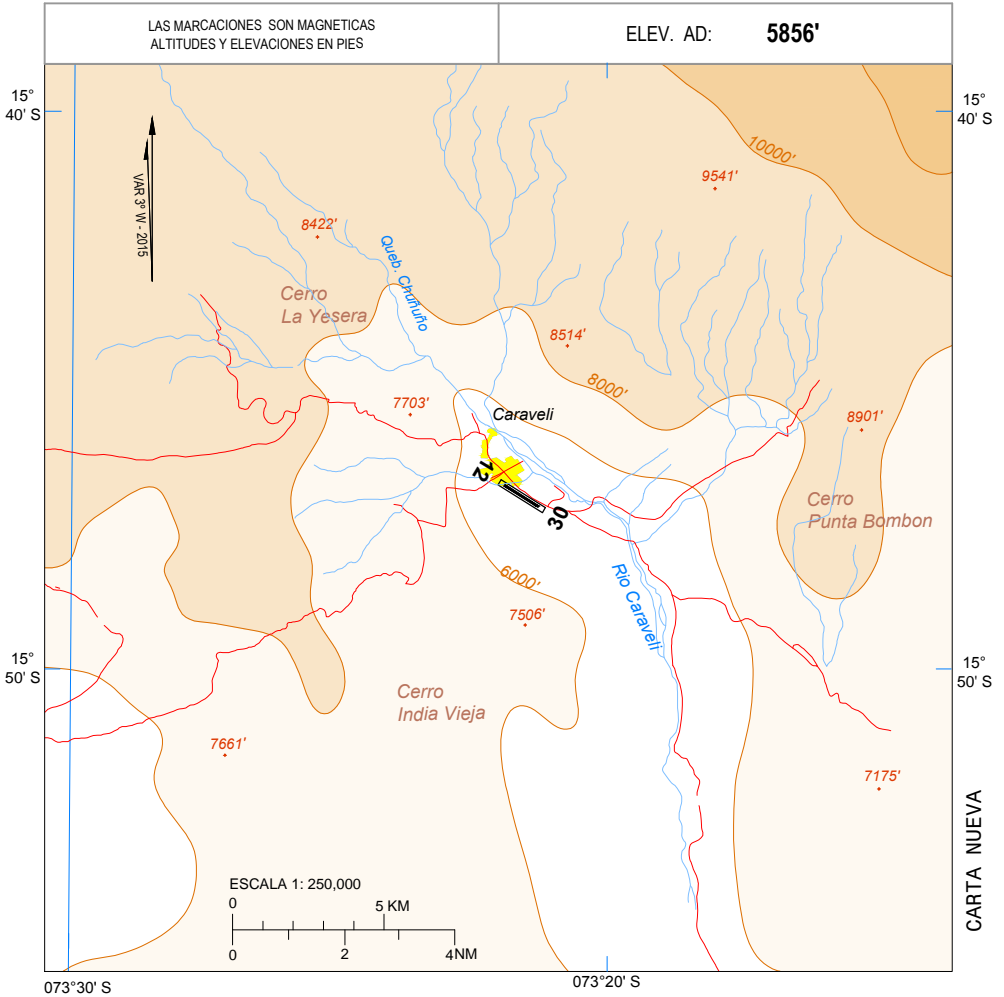 LAS MARCACIONES SON MAGNETICAS
ALTITUDES Y ELEVACIONES EN PIES
ELEV. AD: 5856'
15°
40' S
15°
40' S
VAR 3° W - 2015
10000'
9541'
8422'
Queb. Chuñuño
Cerro
La Yesera
8514'
8000'
7703'
Caraveli
8901'
12
30
Cerro
Punta Bombon
6000'
Rio Caraveli
7506'
15°
50' S
15°
50' S
Cerro
India Vieja
7661'
7175'
CARTA NUEVA
ESCALA 1: 250,000
0 5 KM
0 2 4NM
073°30' S
073°20' S